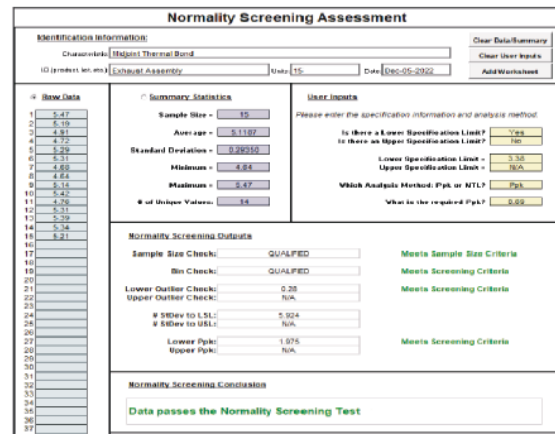 Normality Screening Assessment
Identification Information:
Clear Data/Summary
Characteristic: Midjoint Thermal Bond
Clear User Inputs
I.D. (product, lot, etc.) Exhaust Assembly Units 15 Date Dec-05-2022
Add Worksheet
Raw Data
Summary Statistics
User Inputs
1 5.47
2 5.19
3 4.91
4 4.72
5 5.29
6 5.31
7
8 4.64
9 5.14
10 5.42
11 4.76
12 5.31
13 5.39
14 5.34
15 5.21
16
17
18
19
20
21
22
23
24
25
26
27
28
29
30
31
32
33
34
35
36
37
Sample Size = 15
Average = 5.1107
Standard Deviation = 0.29350
Minimum = 4.64
Maximum = 5.47
# of Unique Values: 14
Please enter the specification information and analysis method.
Is there a Lower Specification Limit? Yes
Is there an Upper Specification Limit? No
Lower Specification Limit = 3.38
Upper Specification Limit = N/A
Which Analysis Method: Ppk or NTL? Ppk
What is the required Ppk?
Normality Screening Outputs
Sample Size Check: QUALIFIED Meets Sample Size Criteria
Bin Check: QUALIFIED Meets Screening Criteria
Lower Outlier Check: 0.28 Meets Screening Criteria
Upper Outlier Check: N/A
# StDev to LSL: 5.924
# StDev to USL: N/A
Lower Ppk: 1.975 Meets Screening Criteria
Upper Ppk: N/A
Normality Screening Conclusion
Data passes the Normality Screening Test